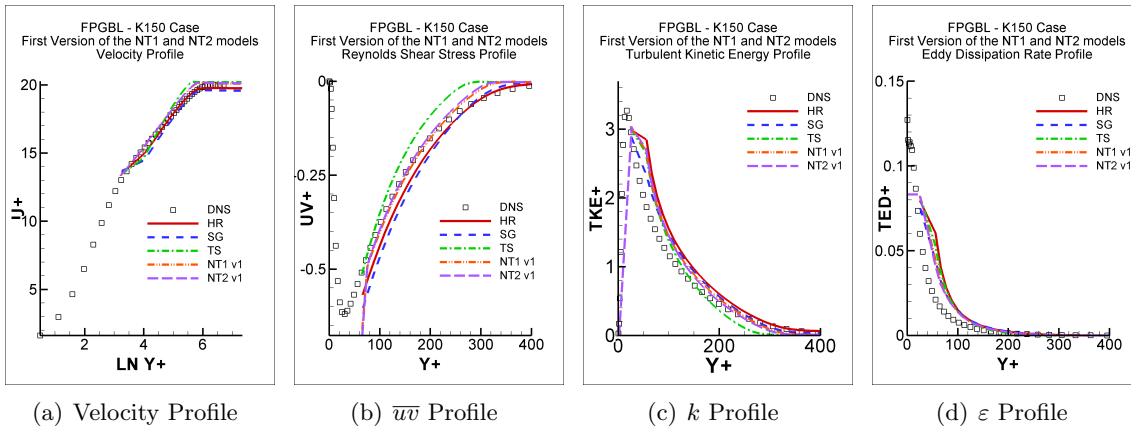 FPGBL - K150 Case
First Version of the NT1 and NT2 models
Velocity Profile
U+
20
15
10
5
2
4
6
LN Y+
DNS
HR
SG
TS
NT1 v1
NT2 v1
(a) Velocity Profile
FPGBL - K150 Case
First Version of the NT1 and NT2 models
Reynolds Shear Stress Profile
UV+
0
-0.25
-0.5
0
100
200
300
400
Y+
DNS
HR
SG
TS
NT1 v1
NT2 v1
(b) u̅v̅ Profile
FPGBL - K150 Case
First Version of the NT1 and NT2 models
Turbulent Kinetic Energy Profile
TKE+
3
2
1
0
0
200
400
Y+
DNS
HR
SG
TS
NT1 v1
NT2 v1
(c) k Profile
FPGBL - K150 Case
First Version of the NT1 and NT2 models
Eddy Dissipation Rate Profile
TED+
0.15
0.1
0.05
0
0
100
200
300
400
Y+
DNS
HR
SG
TS
NT1 v1
NT2 v1
(d) ε Profile